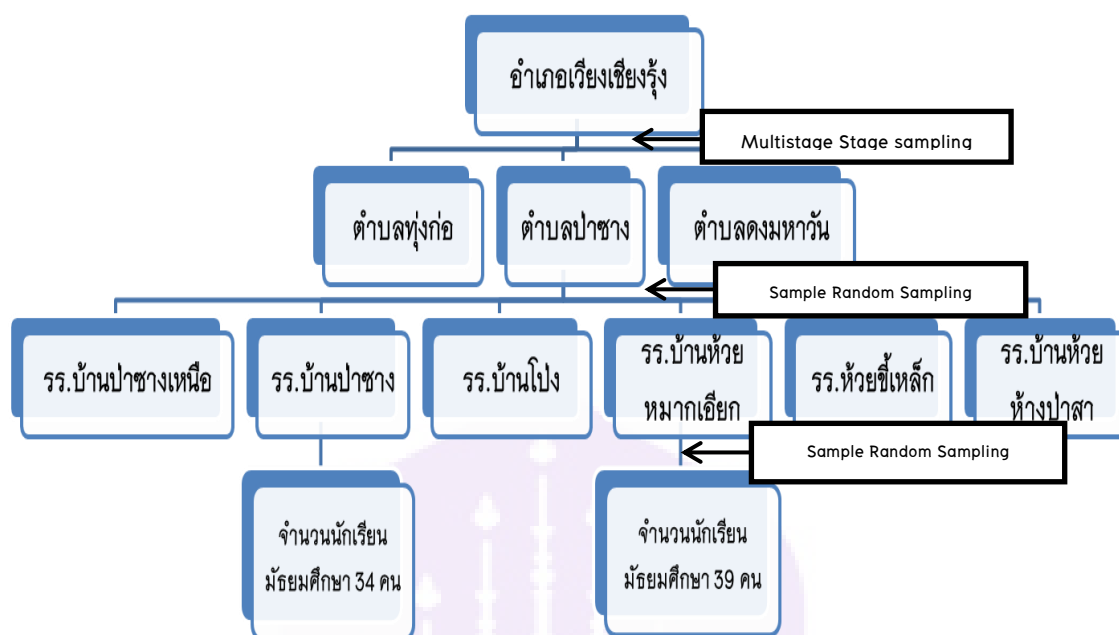 อำเภอเวียงเชียงรุ้ง
Multistage Stage sampling
ตำบลทุ่งก่อ
ตำบลป่าซาง
ตำบลดงมหาวัน
Sample Random Sampling
รร.บ้านป่าซางเหนือ
รร.บ้านป่าซาง
รร.บ้านโป่ง
รร.บ้านห้วย
หมากเอียก
รร.ห้วยขี้เหล็ก
รร.บ้านห้วย
ห้างป่าสา
Sample Random Sampling
จำนวนนักเรียน
มัธยมศึกษา 34 คน
จำนวนนักเรียน
มัธยมศึกษา 39 คน